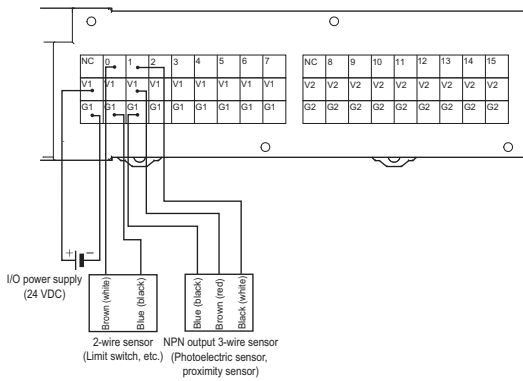 NC 0 1 2 3 4 5 6 7
V1 V1 V1 V1 V1 V1 V1 V1 V1
G1 G1 G1 G1 G1 G1 G1 G1 G1
NC 8 9 10 11 12 13 14 15
V2 V2 V2 V2 V2 V2 V2 V2 V2
G2 G2 G2 G2 G2 G2 G2 G2 G2
+ −
I/O power supply
(24 VDC)
Brown (white)
Blue (black)
Blue (black)
Brown (red)
Black (white)
2-wire sensor
(Limit switch, etc.)
NPN output 3-wire sensor
(Photoelectric sensor,
proximity sensor)